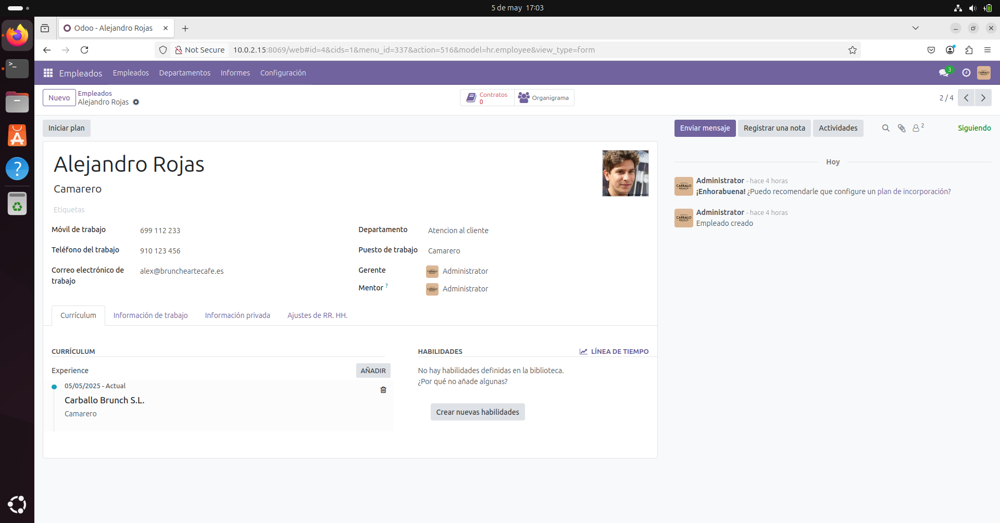 5 de may 17:03
Odoo - Alejandro Rojas
Not Secure 10.0.2.15:8069/web#id=4&cids=1&menu_id=337&action=516&model=hr.employee&view_type=form
Empleados Empleados Departamentos Informes Configuración 3
Nuevo
Empleados
Alejandro Rojas
Contratos
0
Organigrama
2 / 4
Iniciar plan
Enviar mensaje Registrar una nota Actividades 2 Siguiendo
Alejandro Rojas
Camarero
Etiquetas
Móvil de trabajo 699 112 233
Teléfono del trabajo 910 123 456
Correo electrónico de trabajo alex@bruncheartecafe.es
Departamento Atencion al cliente
Puesto de trabajo Camarero
Gerente Administrator
Mentor ? Administrator
Currículum Información de trabajo Información privada Ajustes de RR. HH.
CURRÍCULUM
Experience AÑADIR
05/05/2025 - Actual
Carballo Brunch S.L.
Camarero
HABILIDADES LÍNEA DE TIEMPO
No hay habilidades definidas en la biblioteca.
¿Por qué no añade algunas?
Crear nuevas habilidades
Hoy
CARBALLO
BRUNCH
Administrator - hace 4 horas
¡Enhorabuena! ¿Puedo recomendarle que configure un plan de incorporación?
CARBALLO
BRUNCH
Administrator - hace 4 horas
Empleado creado